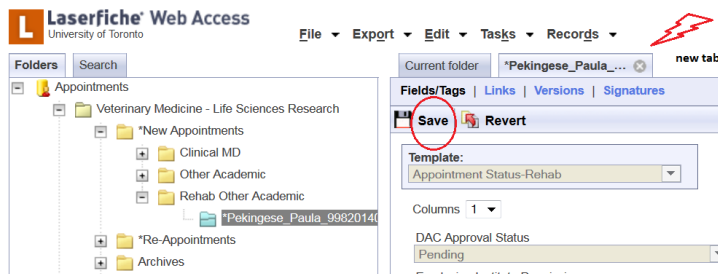 Laserfiche® Web Access
University of Toronto
File Export Edit Tasks Records
new tab
Folders Search
Current folder *Pekingese_Paula_...
Appointments
Fields/Tags | Links | Versions | Signatures
Veterinary Medicine - Life Sciences Research
Save Revert
*New Appointments
Clinical MD
Template:
Other Academic
Appointment Status-Rehab
Rehab Other Academic
Columns 1
*Pekingese_Paula_99820140
*Re-Appointments
DAC Approval Status
Pending
Archives